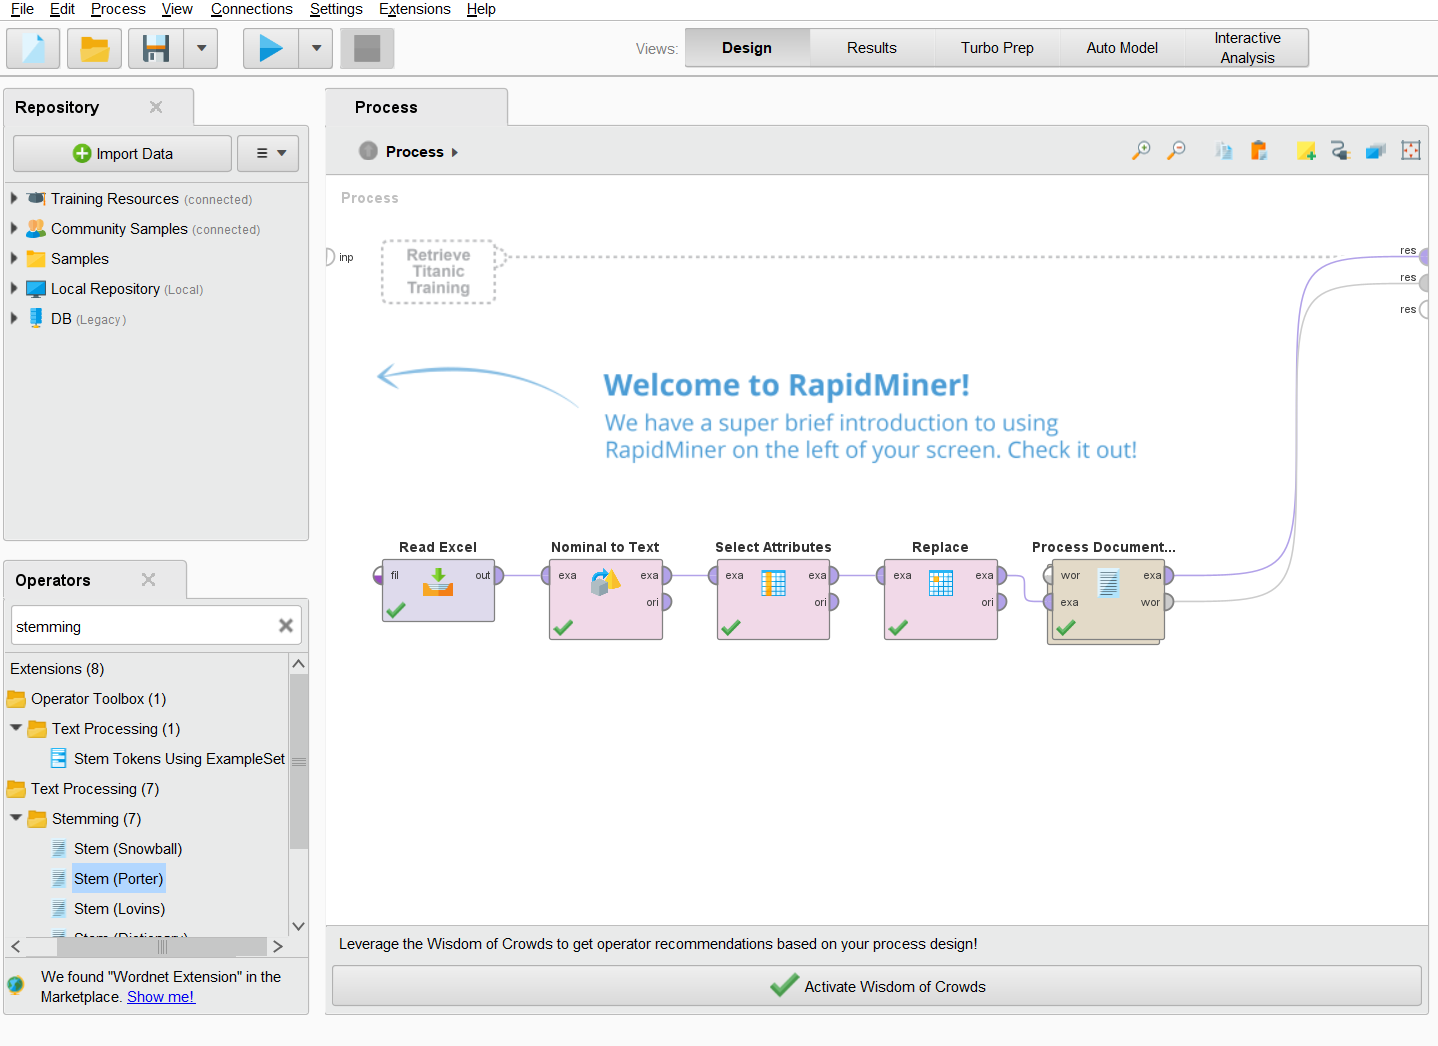 File Edit Process View Connections Settings Extensions Help
Views: Design Results Turbo Prep Auto Model Interactive Analysis
Repository
Import Data
Training Resources (connected)
Community Samples (connected)
Samples
Local Repository (Local)
DB (Legacy)
Operators
stemming
Extensions (8)
Operator Toolbox (1)
Text Processing (1)
Stem Tokens Using ExampleSet
Text Processing (7)
Stemming (7)
Stem (Snowball)
Stem (Porter)
Stem (Lovins)
Stem (Dictionary)
We found "Wordnet Extension" in the
Marketplace. Show me!
Process
Process
Process
inp
Retrieve
Titanic
Training
res
res
res
Welcome to RapidMiner!
We have a super brief introduction to using
RapidMiner on the left of your screen. Check it out!
Read Excel
fil out
Nominal to Text
exa exa
ori
Select Attributes
exa exa
ori
Replace
exa exa
ori
Process Document...
wor exa
exa wor
Leverage the Wisdom of Crowds to get operator recommendations based on your process design!
Activate Wisdom of Crowds